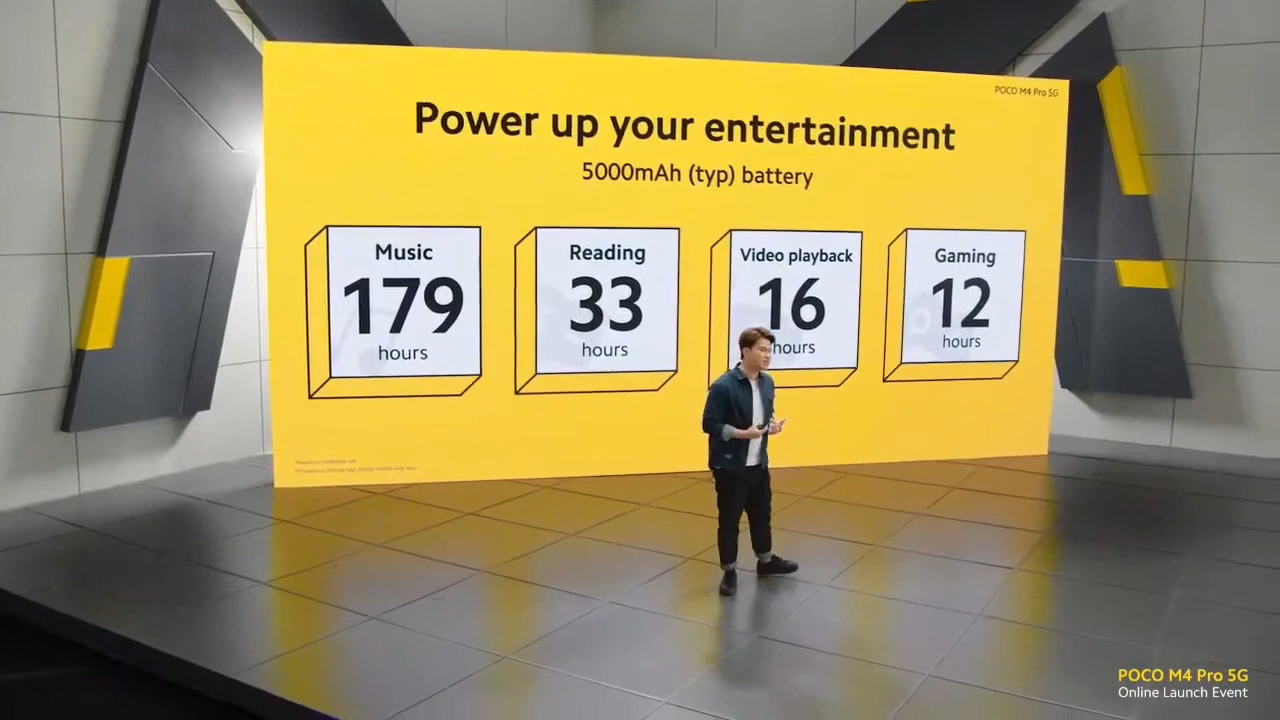 POCO M4 Pro 5G
Power up your entertainment
5000mAh (typ) battery
Music
179
hours
Reading
33
hours
Video playback
16
hours
Gaming
12
hours
POCO M4 Pro 5G
Online Launch Event